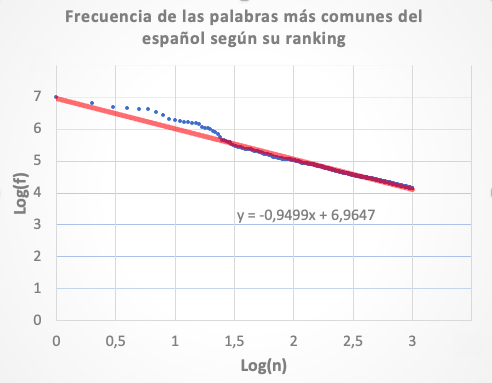 Frecuencia de las palabras más comunes del
español según su ranking
Log(f)
7
6
5
4
3
2
1
0
y = -0,9499x + 6,9647
0 0,5 1 1,5 2 2,5 3
Log(n)